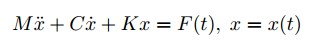 Mẍ + Cẋ + Kx = F(t), x = x(t)